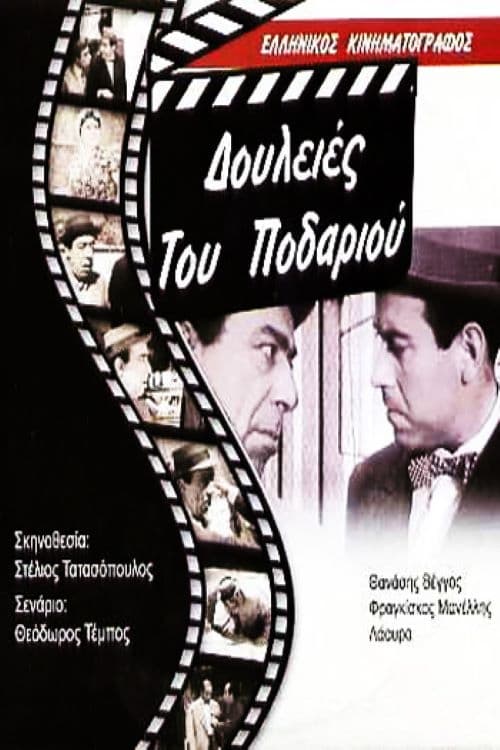 ΕΛΛΗΝΙΚΟΣ ΚΙΝΗΜΑΤΟΓΡΑΦΟΣ
Δουλειές
Του Ποδαριού
Σκηνοθεσία:
Στέλιος Τατασόπουλος
Σενάριο:
Θεόδωρος Τέμπος
Θανάσης Βέγγος
Φραγκίσκος Μανέλλης
Λάουρα